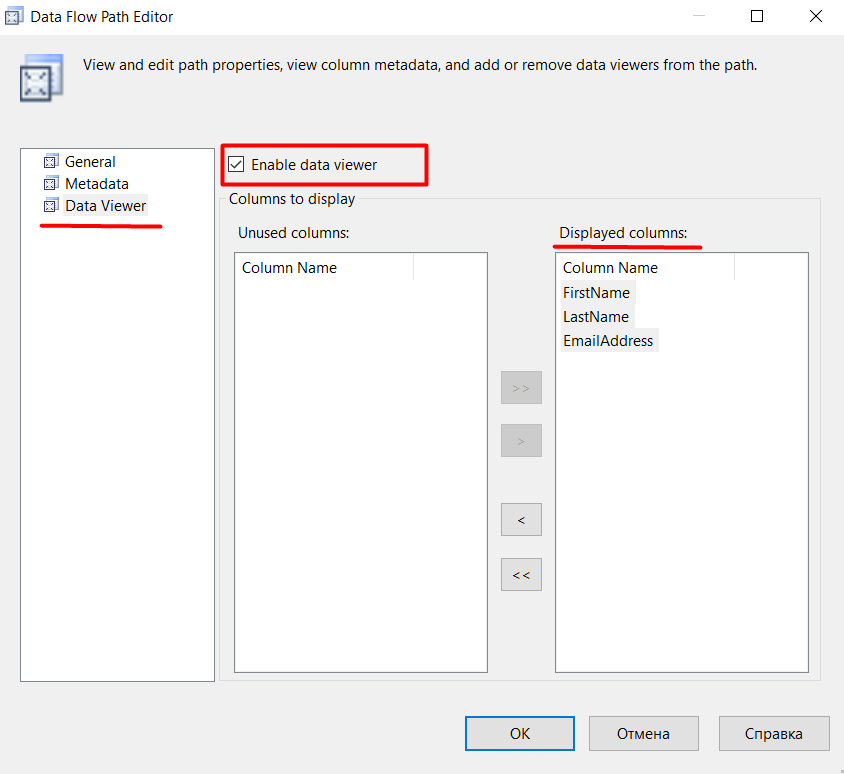 Data Flow Path Editor
View and edit path properties, view column metadata, and add or remove data viewers from the path.
General
Metadata
Data Viewer
Enable data viewer
Columns to display
Unused columns:
Column Name
Displayed columns:
Column Name
FirstName
LastName
EmailAddress
>>
>
<
<<
OK
Отмена
Справка